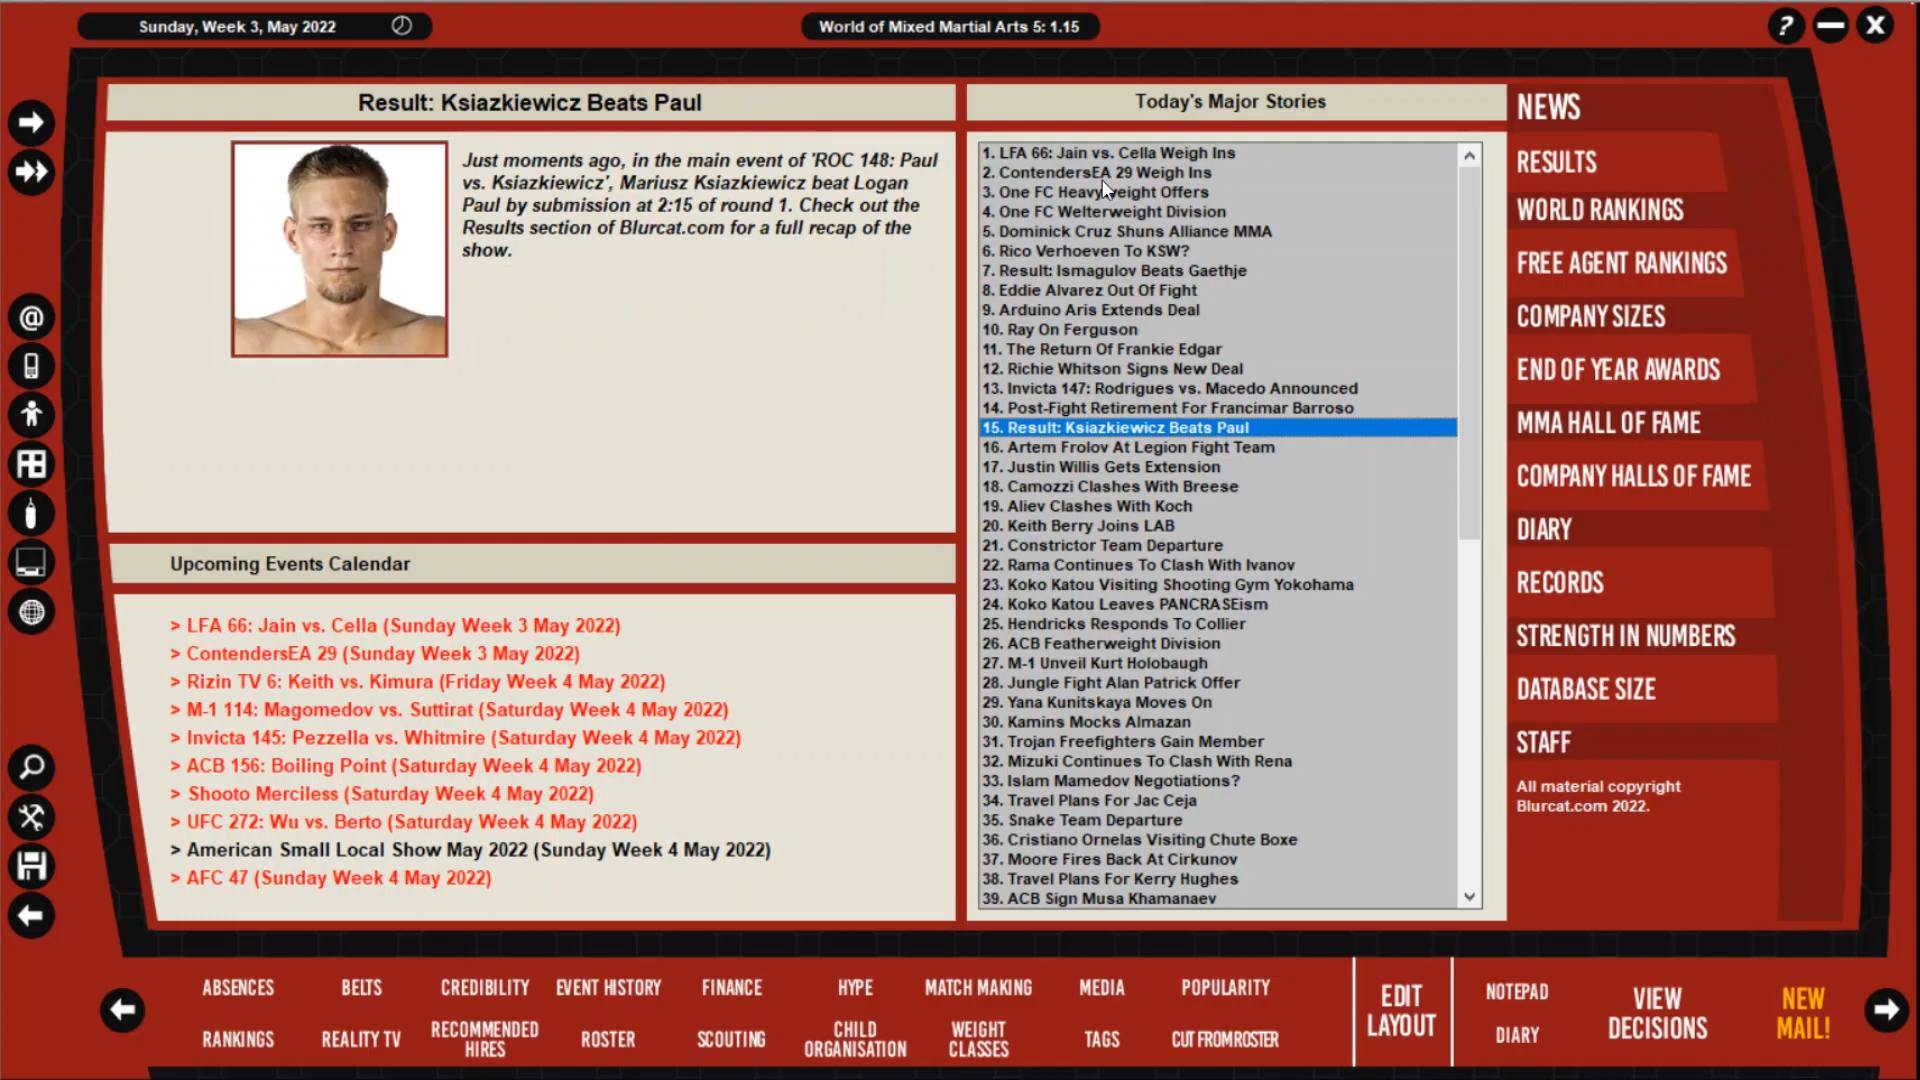 Sunday, Week 3, May 2022
World of Mixed Martial Arts 5: 1.15
?
X
Result: Ksiazkiewicz Beats Paul
Just moments ago, in the main event of 'ROC 148: Paul
vs. Ksiazkiewicz', Mariusz Ksiazkiewicz beat Logan
Paul by submission at 2:15 of round 1. Check out the
Results section of Blurcat.com for a full recap of the
show.
Upcoming Events Calendar
> LFA 66: Jain vs. Cella (Sunday Week 3 May 2022)
> ContendersEA 29 (Sunday Week 3 May 2022)
> Rizin TV 6: Keith vs. Kimura (Friday Week 4 May 2022)
> M-1 114: Magomedov vs. Suttirat (Saturday Week 4 May 2022)
> Invicta 145: Pezzella vs. Whitmire (Saturday Week 4 May 2022)
> ACB 156: Boiling Point (Saturday Week 4 May 2022)
> Shooto Merciless (Saturday Week 4 May 2022)
> UFC 272: Wu vs. Berto (Saturday Week 4 May 2022)
> American Small Local Show May 2022 (Sunday Week 4 May 2022)
> AFC 47 (Sunday Week 4 May 2022)
Today's Major Stories
1. LFA 66: Jain vs. Cella Weigh Ins
2. ContendersEA 29 Weigh Ins
3. One FC Heavyweight Offers
4. One FC Welterweight Division
5. Dominick Cruz Shuns Alliance MMA
6. Rico Verhoeven To KSW?
7. Result: Ismagulov Beats Gaethje
8. Eddie Alvarez Out Of Fight
9. Arduino Aris Extends Deal
10. Ray On Ferguson
11. The Return Of Frankie Edgar
12. Richie Whitson Signs New Deal
13. Invicta 147: Rodrigues vs. Macedo Announced
14. Post-Fight Retirement For Francimar Barroso
15. Result: Ksiazkiewicz Beats Paul
16. Artem Frolov At Legion Fight Team
17. Justin Willis Gets Extension
18. Camozzi Clashes With Breese
19. Aliev Clashes With Koch
20. Keith Berry Joins LAB
21. Constrictor Team Departure
22. Rama Continues To Clash With Ivanov
23. Koko Katou Visiting Shooting Gym Yokohama
24. Koko Katou Leaves PANCRASEism
25. Hendricks Responds To Collier
26. ACB Featherweight Division
27. M-1 Unveil Kurt Holobaugh
28. Jungle Fight Alan Patrick Offer
29. Yana Kunitskaya Moves On
30. Kamins Mocks Almazan
31. Trojan Freefighters Gain Member
32. Mizuki Continues To Clash With Rena
33. Islam Mamedov Negotiations?
34. Travel Plans For Jac Ceja
35. Snake Team Departure
36. Cristiano Ornelas Visiting Chute Boxe
37. Moore Fires Back At Cirkunov
38. Travel Plans For Kerry Hughes
39. ACB Sign Musa Khamanaev
NEWS
RESULTS
WORLD RANKINGS
FREE AGENT RANKINGS
COMPANY SIZES
END OF YEAR AWARDS
MMA HALL OF FAME
COMPANY HALLS OF FAME
DIARY
RECORDS
STRENGTH IN NUMBERS
DATABASE SIZE
STAFF
All material copyright
Blurcat.com 2022.
@
ABSENCES BELTS CREDIBILITY EVENT HISTORY FINANCE HYPE MATCH MAKING MEDIA POPULARITY
RANKINGS REALITY TV RECOMMENDED HIRES ROSTER SCOUTING CHILD ORGANISATION WEIGHT CLASSES TAGS CUT FROM ROSTER
EDIT
LAYOUT
NOTEPAD
DIARY
VIEW
DECISIONS
NEW
MAIL!